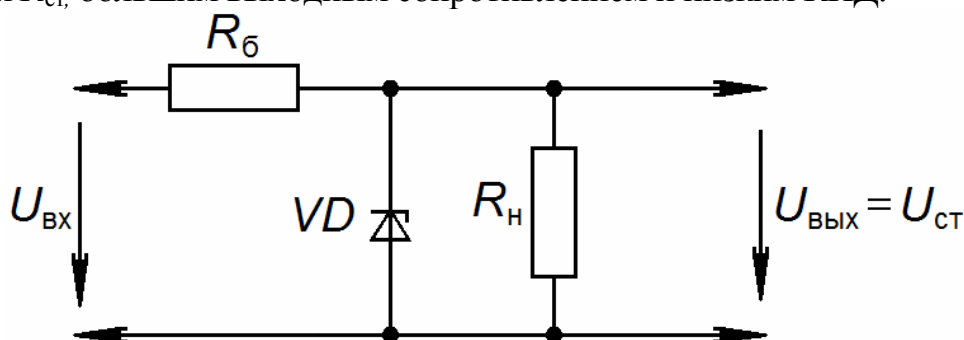 большим выходным сопротивлением и низким КПД.
Rб
Uвх
VD
Rн
Uвых = Uст